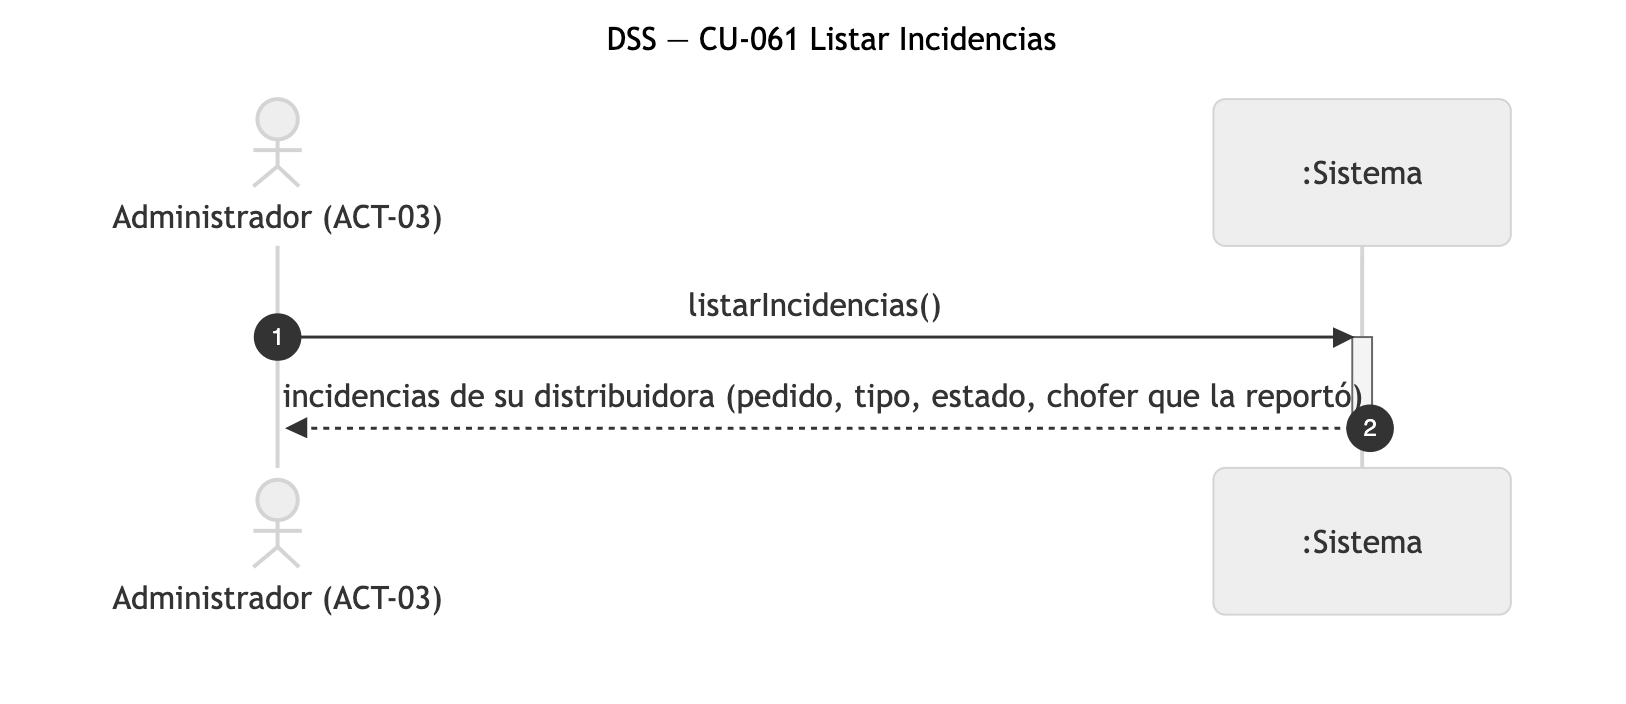 DSS — CU-061 Listar Incidencias
Administrador (ACT-03)
:Sistema
listarIncidencias()
1
incidencias de su distribuidora (pedido, tipo, estado, chofer que la reportó)
2
Administrador (ACT-03)
:Sistema